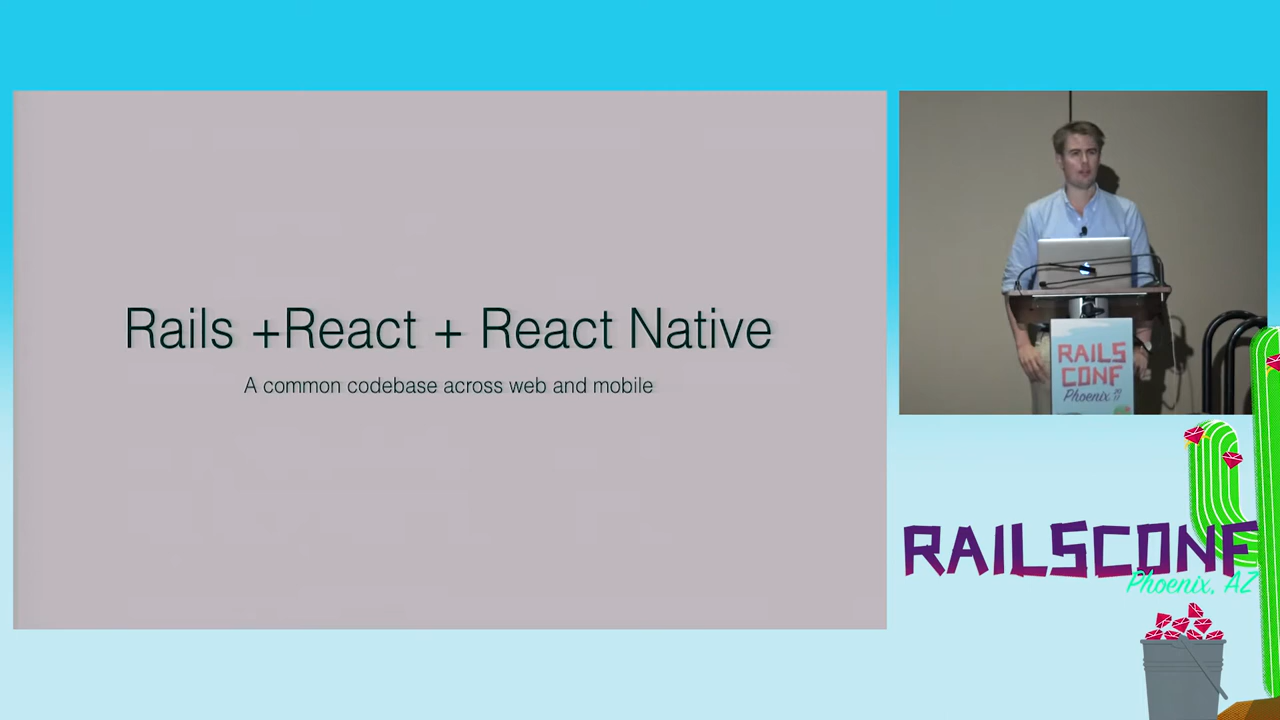 Rails +React + React Native
A common codebase across web and mobile
RAILS
CONF
Phoenix
RAILSCONF
Phoenix, AZ